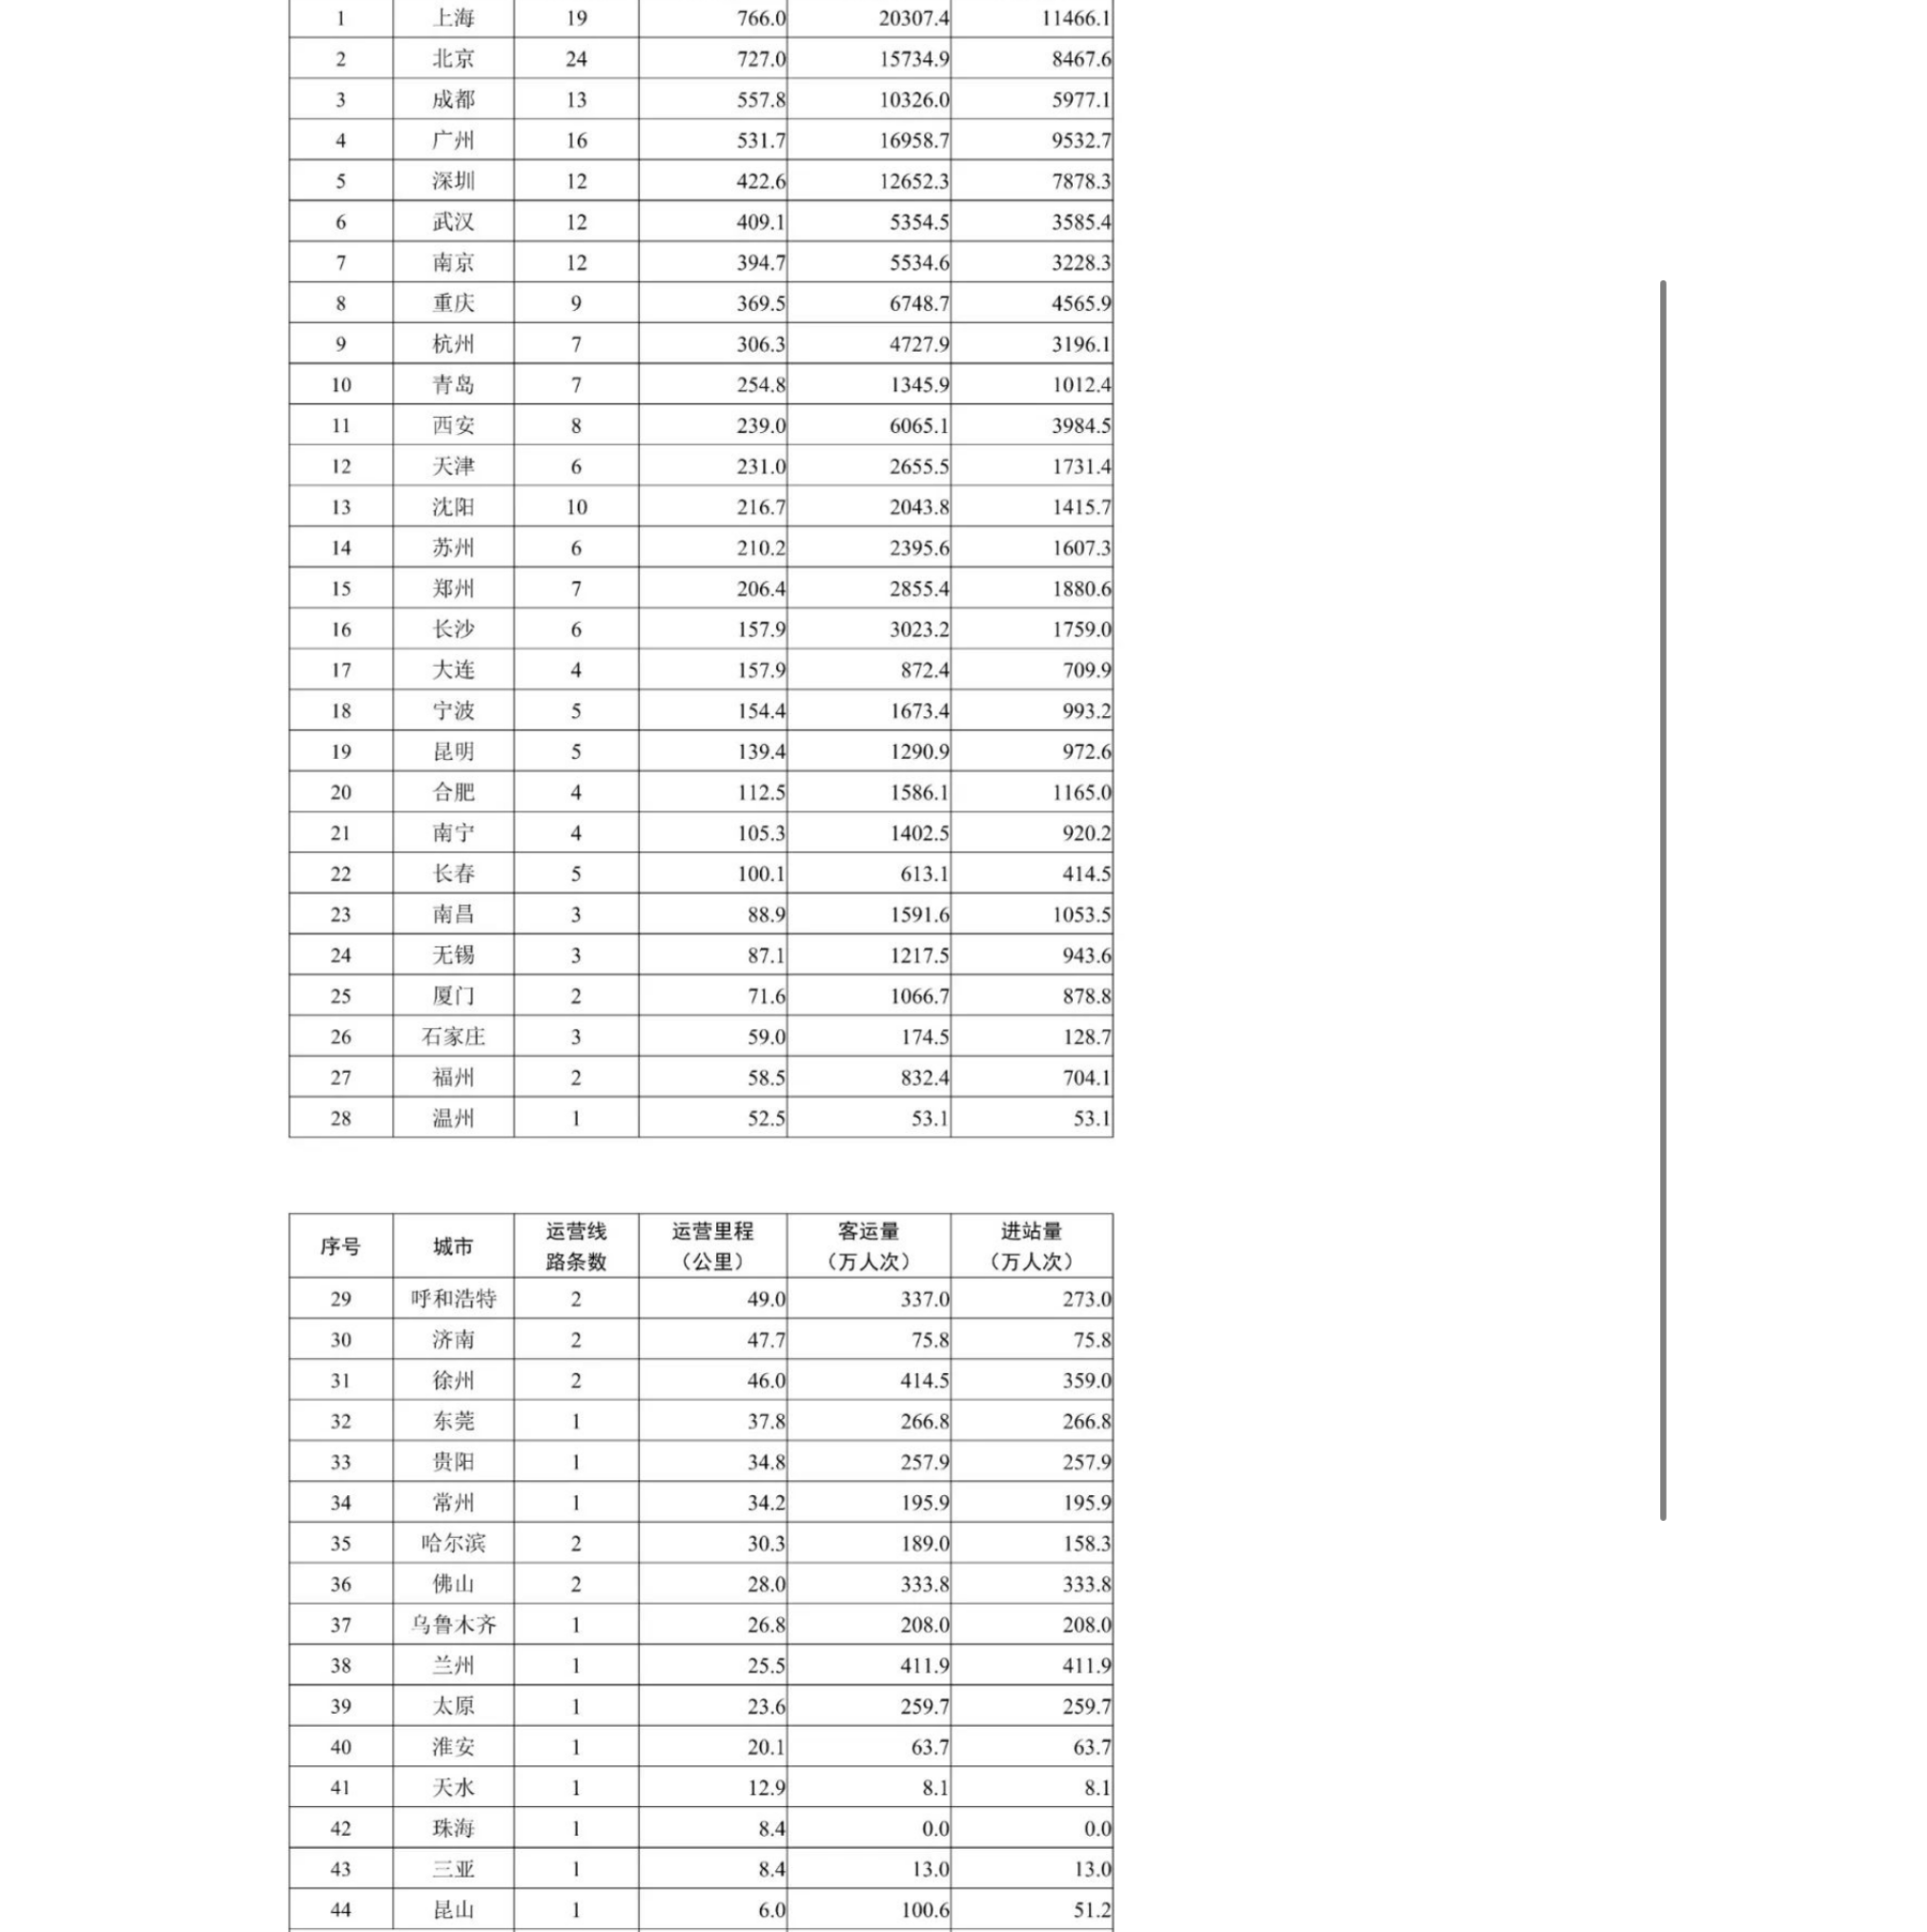 1 上海 19 766.0 20307.4 11466.1
2 北京 24 727.0 15734.9 8467.6
3 成都 13 557.8 10326.0 5977.1
4 广州 16 531.7 16958.7 9532.7
5 深圳 12 422.6 12652.3 7878.3
6 武汉 12 409.1 5354.5 3585.4
7 南京 12 394.7 5534.6 3228.3
8 重庆 9 369.5 6748.7 4565.9
9 杭州 7 306.3 4727.9 3196.1
10 青岛 7 254.8 1345.9 1012.4
11 西安 8 239.0 6065.1 3984.5
12 天津 6 231.0 2655.5 1731.4
13 沈阳 10 216.7 2043.8 1415.7
14 苏州 6 210.2 2395.6 1607.3
15 郑州 7 206.4 2855.4 1880.6
16 长沙 6 157.9 3023.2 1759.0
17 大连 4 157.9 872.4 709.9
18 宁波 5 154.4 1673.4 993.2
19 昆明 5 139.4 1290.9 972.6
20 合肥 4 112.5 1586.1 1165.0
21 南宁 4 105.3 1402.5 920.2
22 长春 5 100.1 613.1 414.5
23 南昌 3 88.9 1591.6 1053.5
24 无锡 3 87.1 1217.5 943.6
25 厦门 2 71.6 1066.7 878.8
26 石家庄 3 59.0 174.5 128.7
27 福州 2 58.5 832.4 704.1
28 温州 1 52.5 53.1 53.1
序号 城市 运营线路条数 运营里程（公里） 客运量（万人次） 进站量（万人次）
29 呼和浩特 2 49.0 337.0 273.0
30 济南 2 47.7 75.8 75.8
31 徐州 2 46.0 414.5 359.0
32 东莞 1 37.8 266.8 266.8
33 贵阳 1 34.8 257.9 257.9
34 常州 1 34.2 195.9 195.9
35 哈尔滨 2 30.3 189.0 158.3
36 佛山 2 28.0 333.8 333.8
37 乌鲁木齐 1 26.8 208.0 208.0
38 兰州 1 25.5 411.9 411.9
39 太原 1 23.6 259.7 259.7
40 淮安 1 20.1 63.7 63.7
41 天水 1 12.9 8.1 8.1
42 珠海 1 8.4 0.0 0.0
43 三亚 1 8.4 13.0 13.0
44 昆山 1 6.0 100.6 51.2